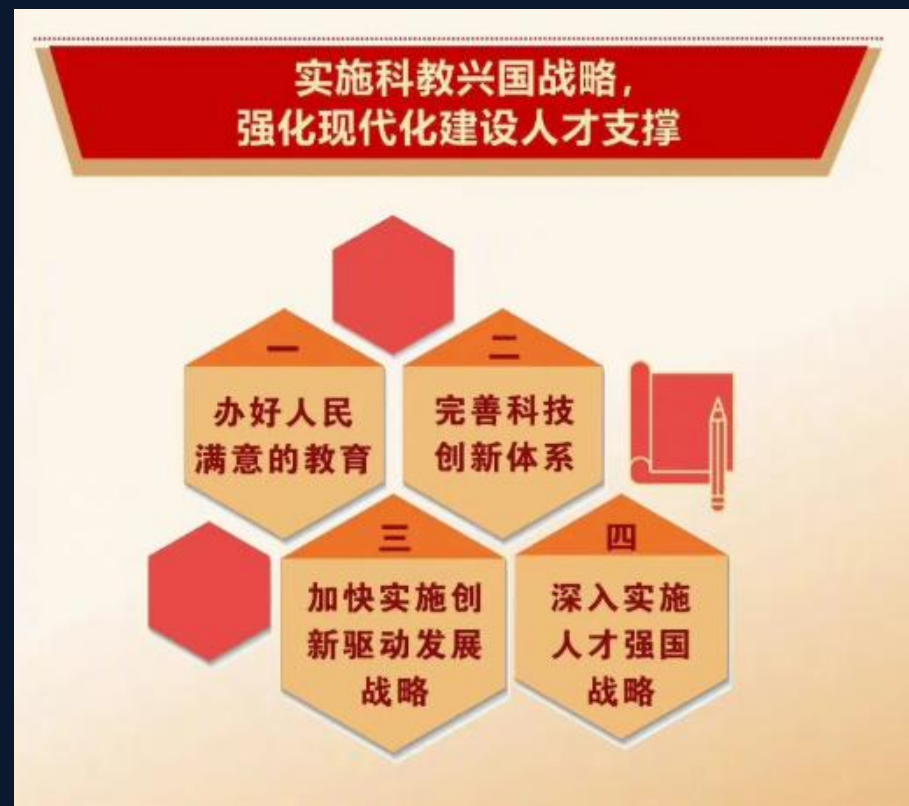 实施科教兴国战略，
强化现代化建设人才支撑
一
办好人民
满意的教育
二
完善科技
创新体系
三
加快实施创
新驱动发展
战略
四
深入实施
人才强国
战略